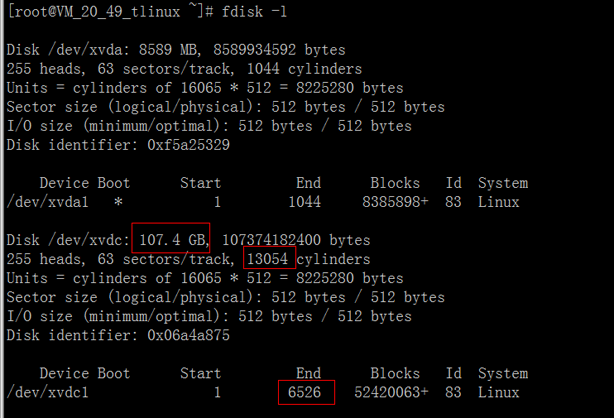 [root@VM_20_49_tlinux ~]# fdisk -l
Disk /dev/xvda: 8589 MB, 8589934592 bytes
255 heads, 63 sectors/track, 1044 cylinders
Units = cylinders of 16065 * 512 = 8225280 bytes
Sector size (logical/physical): 512 bytes / 512 bytes
I/O size (minimum/optimal): 512 bytes / 512 bytes
Disk identifier: 0xf5a25329
Device Boot Start End Blocks Id System
/dev/xvda1 * 1 1044 8385898+ 83 Linux
Disk /dev/xvdc: 107.4 GB, 107374182400 bytes
255 heads, 63 sectors/track, 13054 cylinders
Units = cylinders of 16065 * 512 = 8225280 bytes
Sector size (logical/physical): 512 bytes / 512 bytes
I/O size (minimum/optimal): 512 bytes / 512 bytes
Disk identifier: 0x06a4a875
Device Boot Start End Blocks Id System
/dev/xvdc1 1 6526 52420063+ 83 Linux